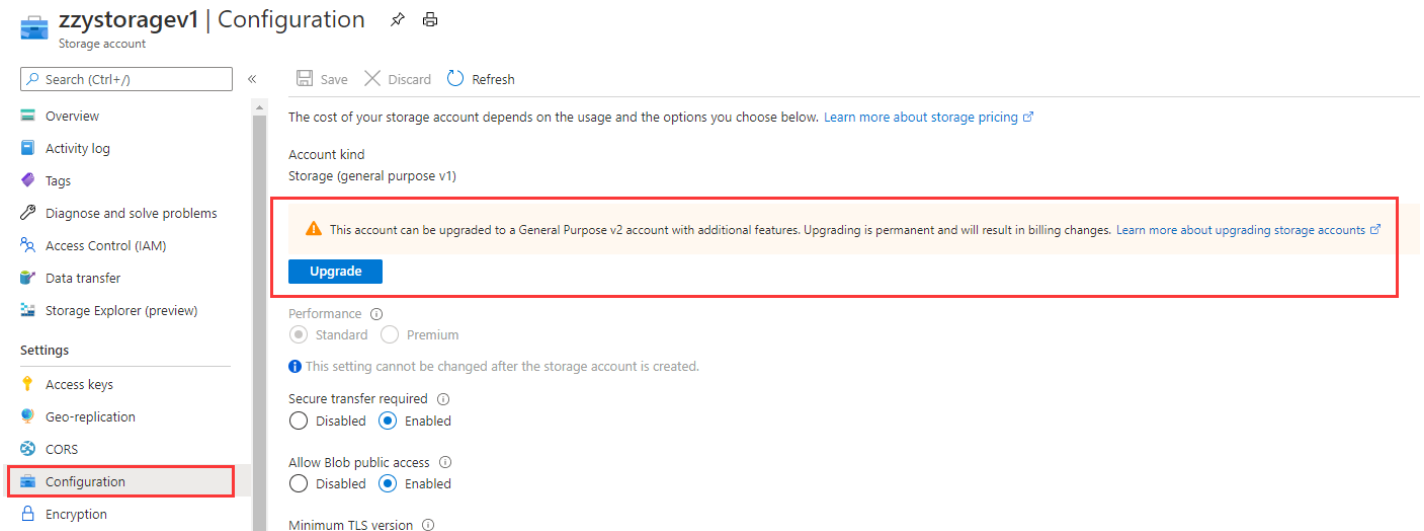 zzystoragev1 | Configuration
Storage account
Search (Ctrl+/)
«
Overview
Activity log
Tags
Diagnose and solve problems
Access Control (IAM)
Data transfer
Storage Explorer (preview)
Settings
Access keys
Geo-replication
CORS
Configuration
Encryption
Save Discard Refresh
The cost of your storage account depends on the usage and the options you choose below. Learn more about storage pricing
Account kind
Storage (general purpose v1)
This account can be upgraded to a General Purpose v2 account with additional features. Upgrading is permanent and will result in billing changes. Learn more about upgrading storage accounts
Upgrade
Performance
Standard Premium
This setting cannot be changed after the storage account is created.
Secure transfer required
Disabled Enabled
Allow Blob public access
Disabled Enabled
Minimum TLS version